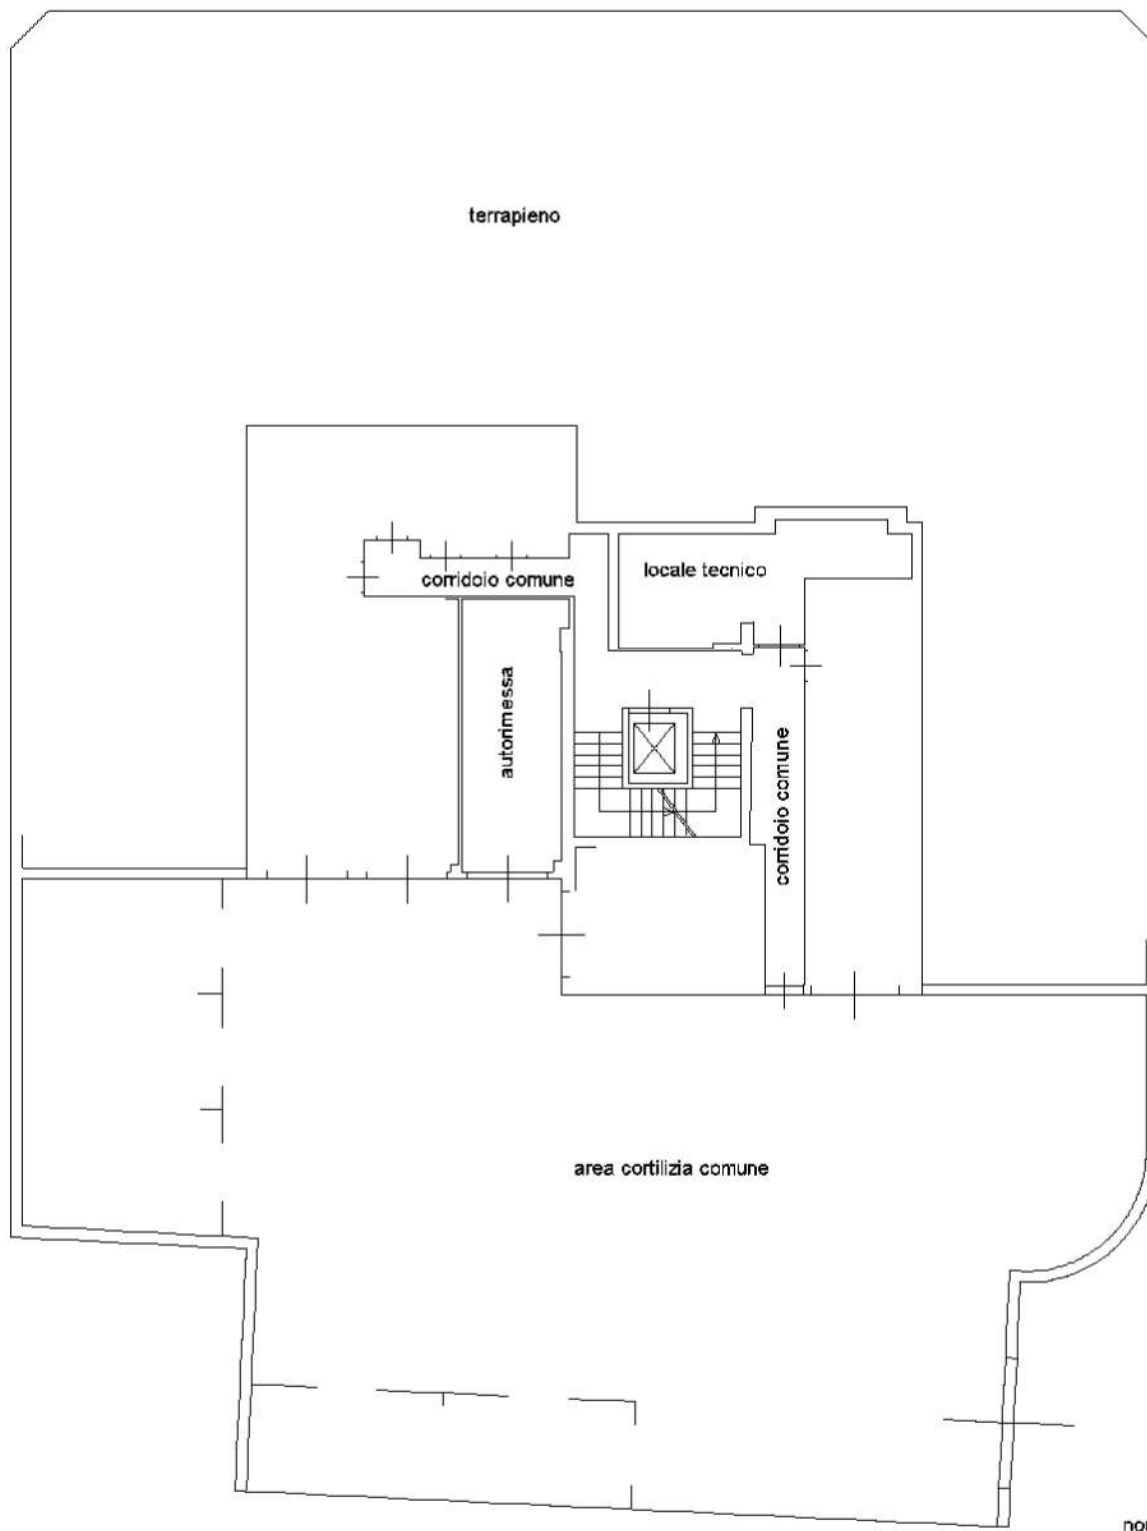 terrapieno
corridoio comune
locale tecnico
autorimessa
corridoio comune
area cortilizia comune